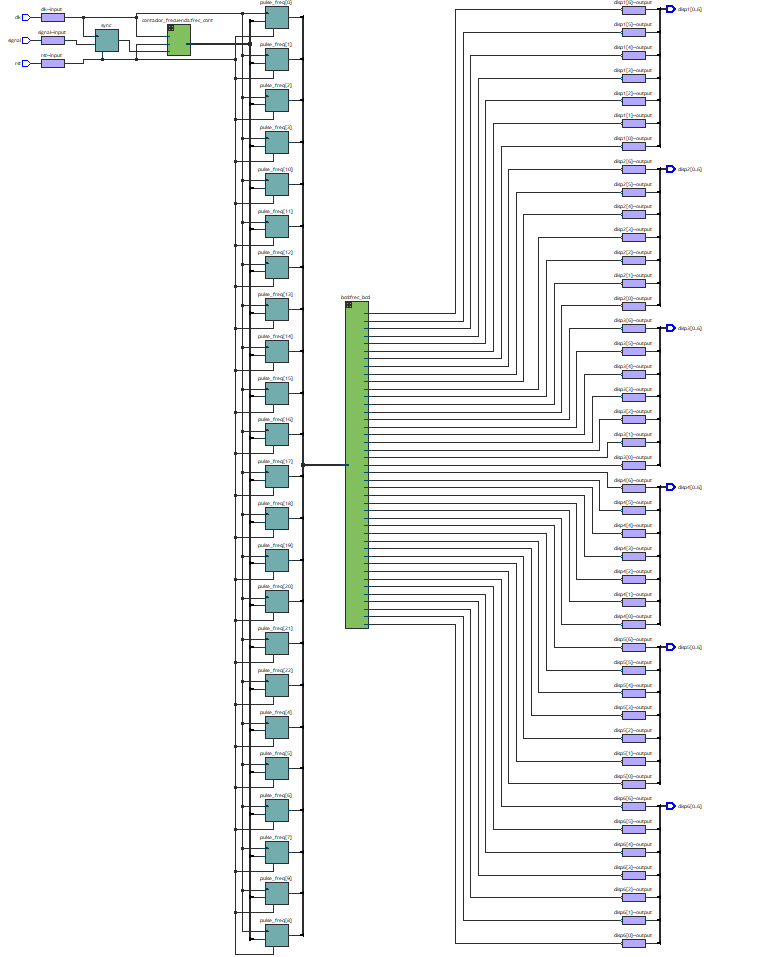 clk
clk~input
signal
signal~input
rst
rst~input
sync
contador_frequencia:frec_cont
pulse_freq[0]
pulse_freq[1]
pulse_freq[2]
pulse_freq[3]
pulse_freq[10]
pulse_freq[11]
pulse_freq[12]
pulse_freq[13]
pulse_freq[14]
pulse_freq[15]
pulse_freq[16]
pulse_freq[17]
pulse_freq[18]
pulse_freq[19]
pulse_freq[20]
pulse_freq[21]
pulse_freq[22]
pulse_freq[4]
pulse_freq[5]
pulse_freq[6]
pulse_freq[7]
pulse_freq[9]
pulse_freq[8]
bcd:frec_bcd
disp1[6]~output
disp1[0..6]
disp1[5]~output
disp1[4]~output
disp1[3]~output
disp1[2]~output
disp1[1]~output
disp1[0]~output
disp2[6]~output
disp2[0..6]
disp2[5]~output
disp2[4]~output
disp2[3]~output
disp2[2]~output
disp2[1]~output
disp2[0]~output
disp3[6]~output
disp3[0..6]
disp3[5]~output
disp3[4]~output
disp3[3]~output
disp3[2]~output
disp3[1]~output
disp3[0]~output
disp4[6]~output
disp4[0..6]
disp4[5]~output
disp4[4]~output
disp4[3]~output
disp4[2]~output
disp4[1]~output
disp4[0]~output
disp5[6]~output
disp5[0..6]
disp5[5]~output
disp5[4]~output
disp5[3]~output
disp5[2]~output
disp5[1]~output
disp5[0]~output
disp6[6]~output
disp6[0..6]
disp6[5]~output
disp6[4]~output
disp6[3]~output
disp6[2]~output
disp6[1]~output
disp6[0]~output